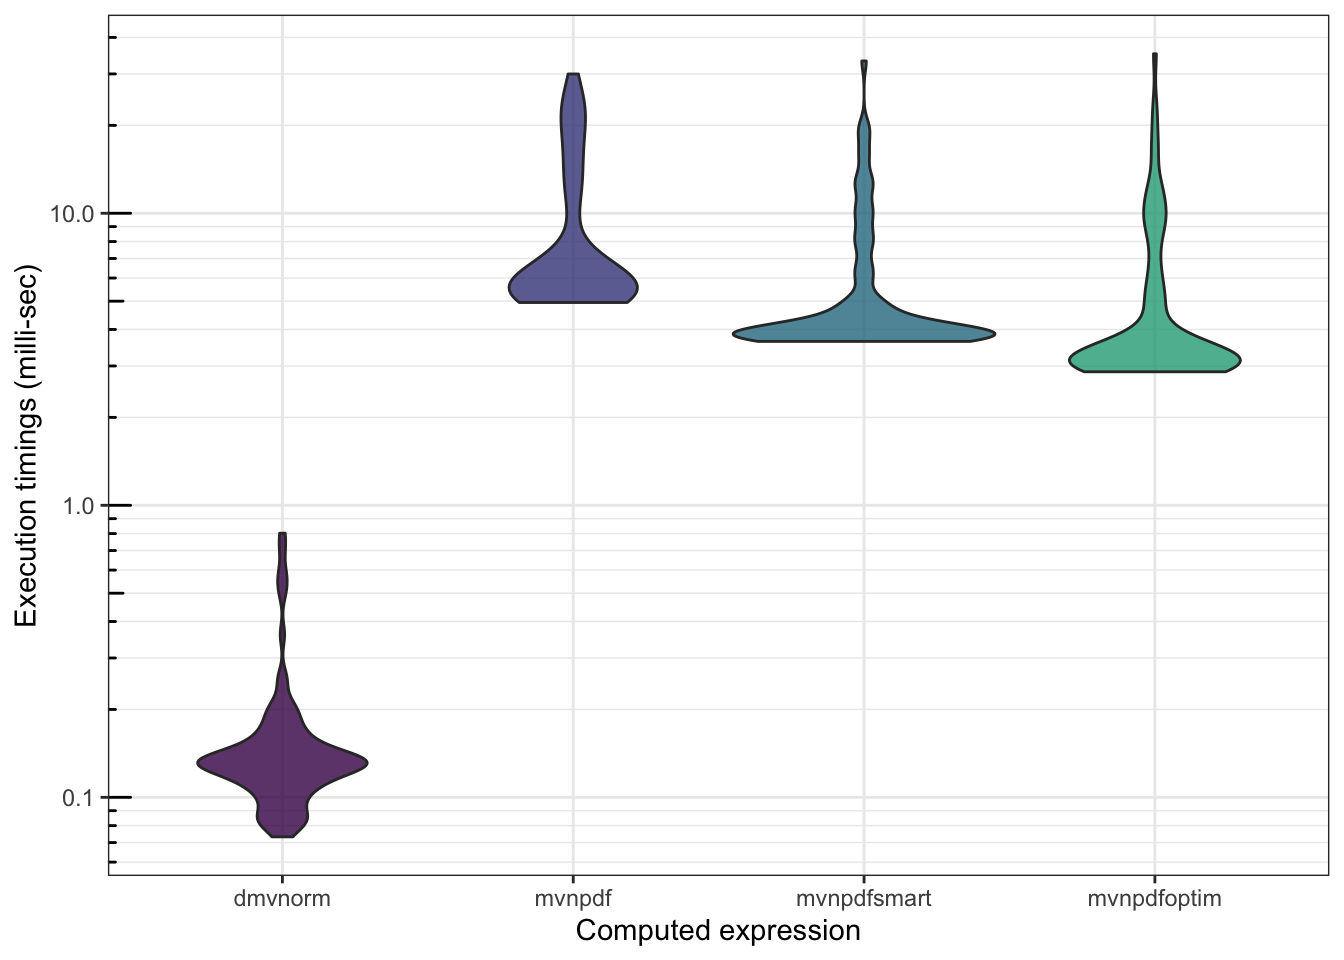 Execution timings (milli-sec)
10.0
1.0
0.1
dmvnorm mvnpdf mvnpdfsmart mvnpdfoptim
Computed expression